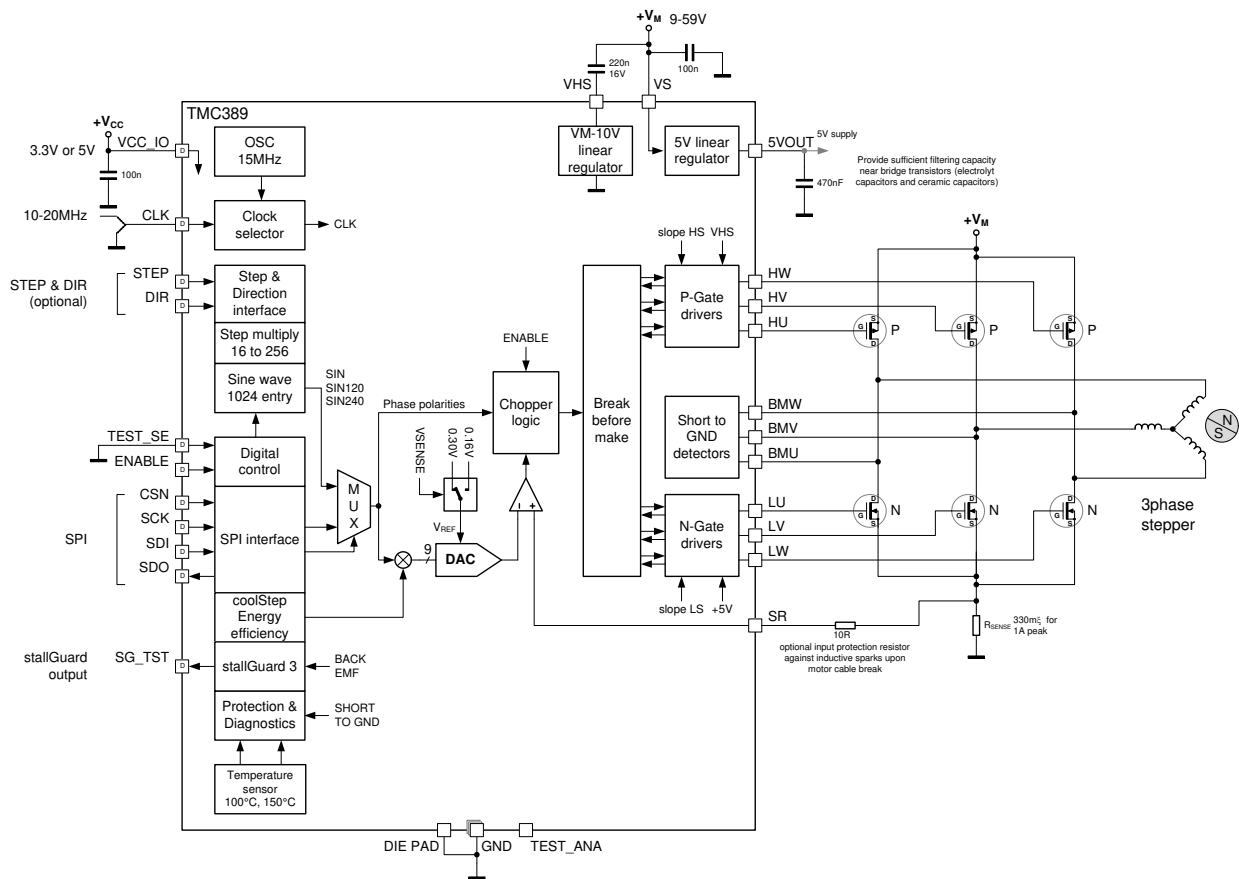 +VM 9-59V
220n
16V
100n
VHS
VS
TMC389
+VCC
3.3V or 5V
VCC_IO
D
100n
OSC
15MHz
VM-10V
linear
regulator
5V linear
regulator
5VOUT
5V supply
470nF
Provide sufficient filtering capacity
near bridge transistors (electrolyt
capacitors and ceramic capacitors)
10-20MHz
CLK
D
Clock
selector
CLK
+VM
slope HS
VHS
STEP & DIR
(optional)
STEP
D
DIR
D
Step &
Direction
interface
P-Gate
drivers
HW
HV
HU
G
S
D
P
G
S
D
P
G
S
D
P
Step multiply
16 to 256
Sine wave
1024 entry
SIN
SIN120
SIN240
Phase polarities
ENABLE
Chopper
logic
Break
before
make
Short to
GND
detectors
BMW
BMV
BMU
N
S
TEST_SE
D
ENABLE
D
Digital
control
MUX
VSENSE
0.30V
0.16V
VREF
SPI
CSN
D
SCK
D
SDI
D
SDO
D
SPI interface
9
DAC
− +
N-Gate
drivers
LU
LV
LW
D
G
S
N
D
G
S
N
D
G
S
N
3phase
stepper
slope LS
+5V
coolStep
Energy
efficiency
SR
10R
optional input protection resistor
against inductive sparks upon
motor cable break
RSENSE 330mξ for
1A peak
stallGuard
output
SG_TST
D
stallGuard 3
BACK
EMF
Protection &
Diagnostics
SHORT
TO GND
Temperature
sensor
100°C, 150°C
DIE PAD
GND
TEST_ANA